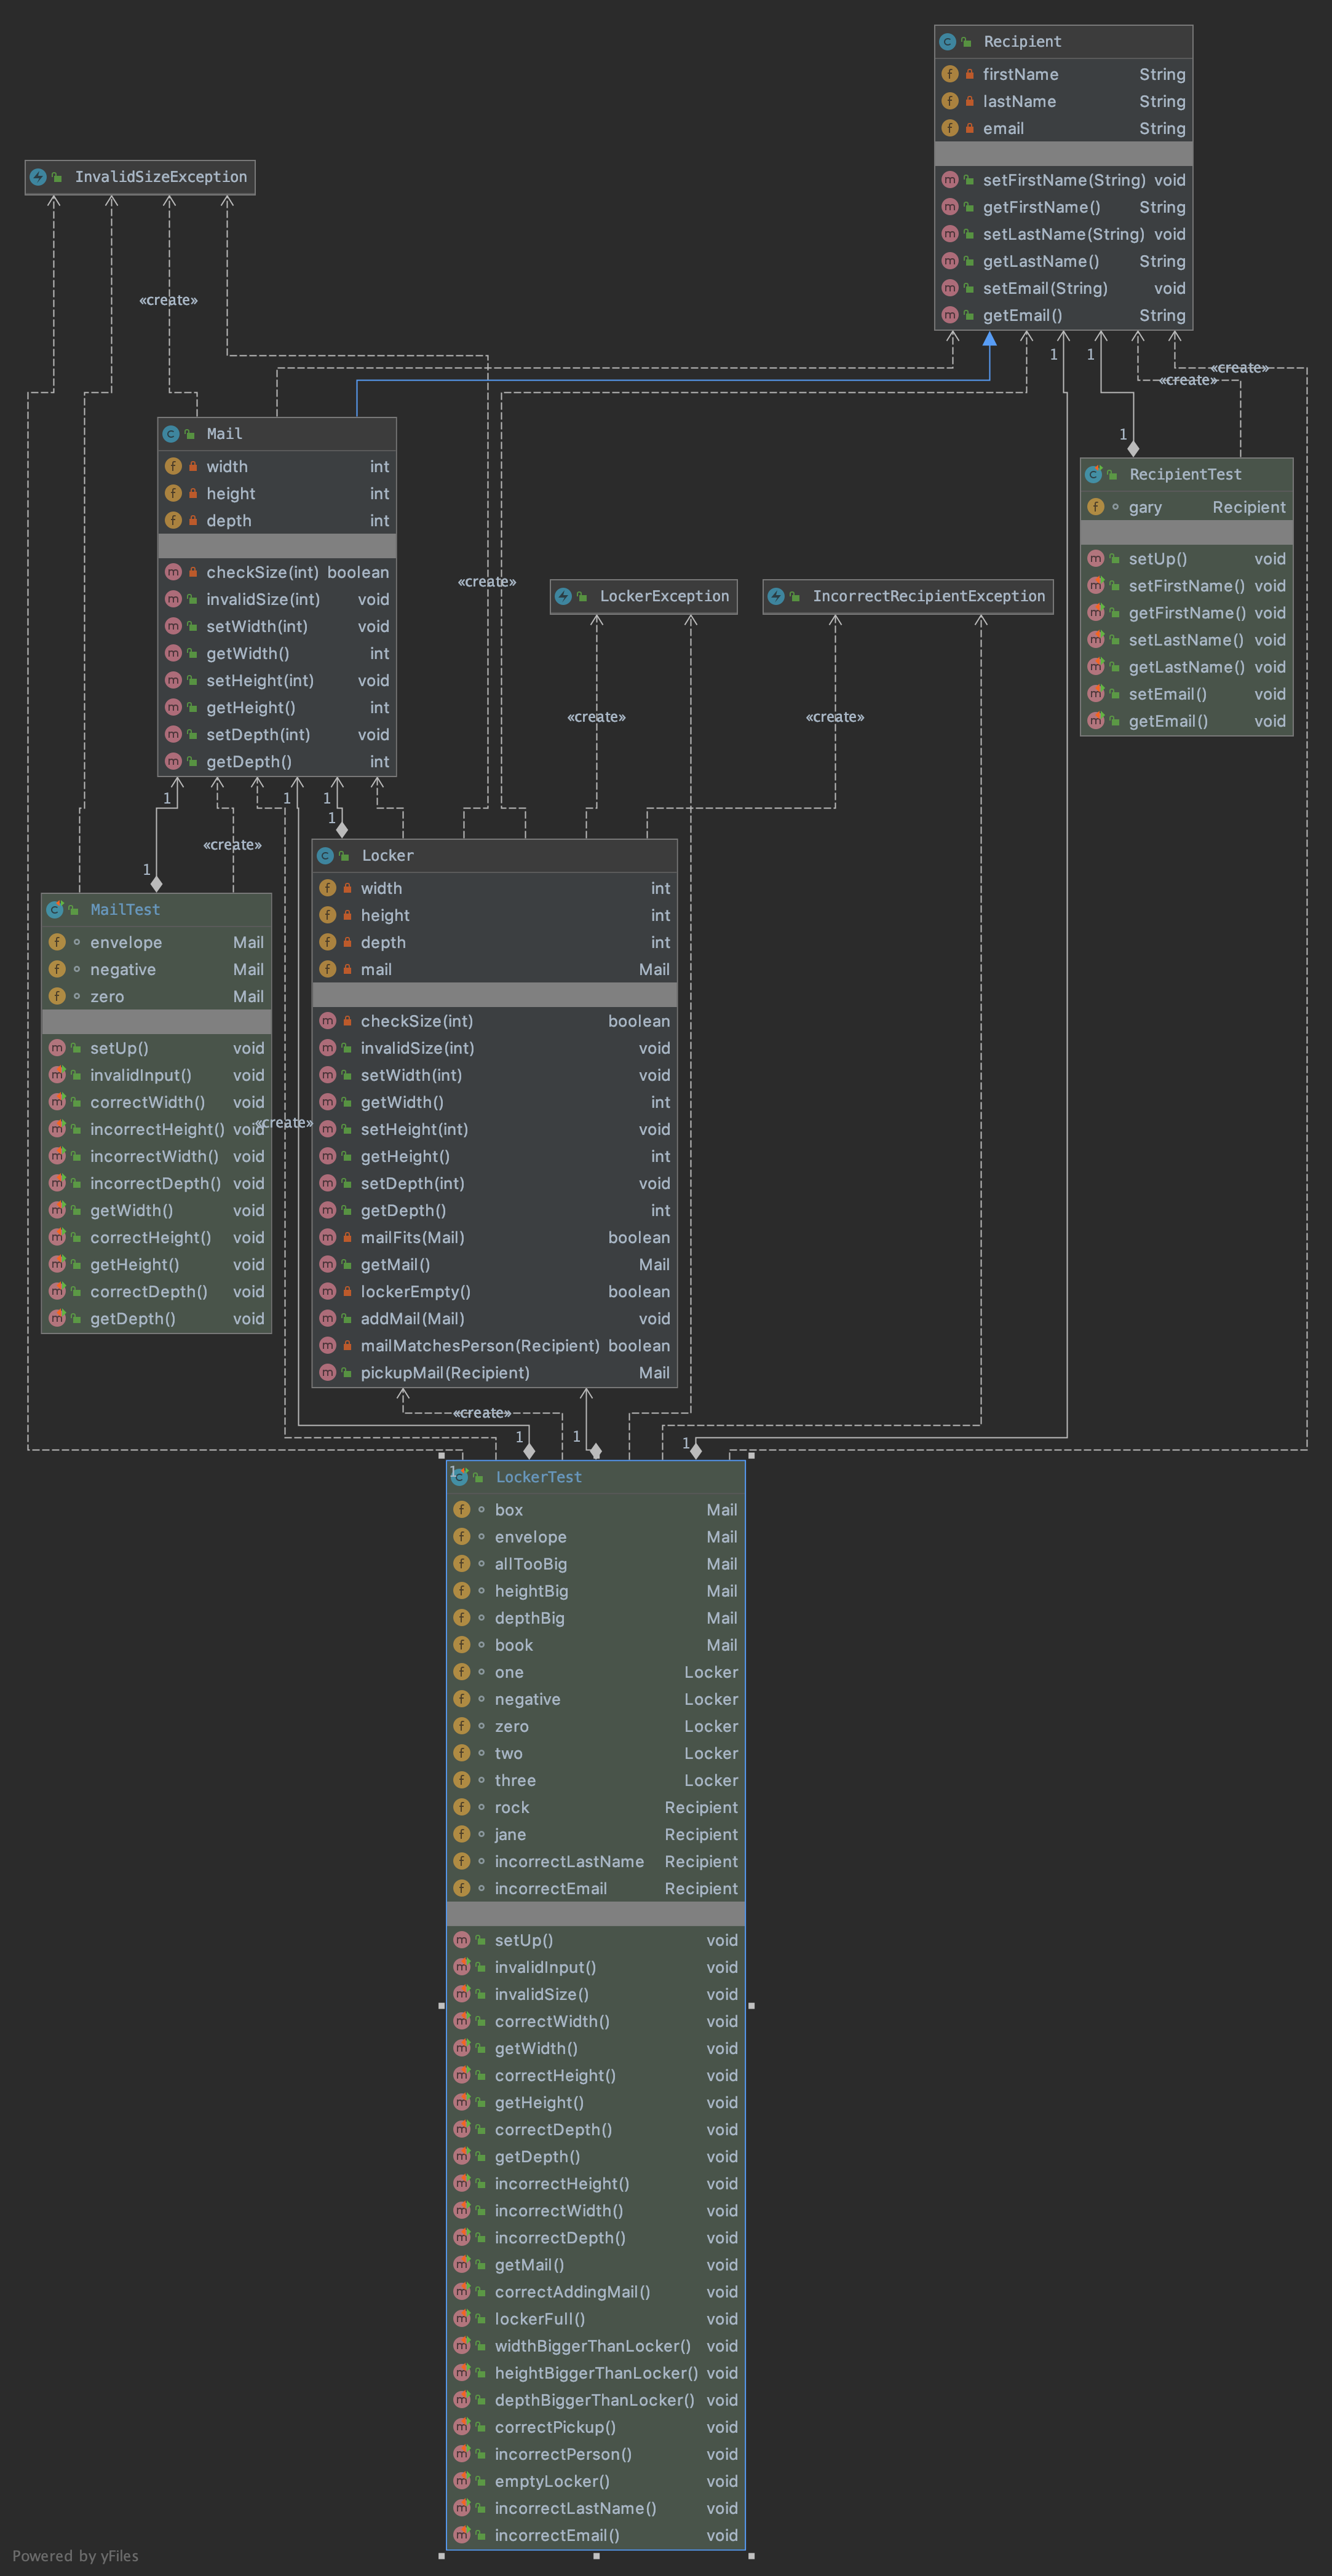 Recipient
firstName String
lastName String
email String
setFirstName(String) void
getFirstName() String
setLastName(String) void
getLastName() String
setEmail(String) void
getEmail() String
InvalidSizeException
«create»
1
1
«create»
«create»
Mail
width int
height int
depth int
checkSize(int) boolean
invalidSize(int) void
setWidth(int) void
getWidth() int
setHeight(int) void
getHeight() int
setDepth(int) void
getDepth() int
1
RecipientTest
gary Recipient
setUp() void
setFirstName() void
getFirstName() void
setLastName() void
getLastName() void
setEmail() void
getEmail() void
«create»
LockerException
IncorrectRecipientException
«create»
«create»
1
1
1
1
«create»
1
Locker
width int
height int
depth int
mail Mail
checkSize(int) boolean
invalidSize(int) void
setWidth(int) void
getWidth() int
setHeight(int) void
getHeight() int
setDepth(int) void
getDepth() int
mailFits(Mail) boolean
getMail() Mail
lockerEmpty() boolean
addMail(Mail) void
mailMatchesPerson(Recipient) boolean
pickupMail(Recipient) Mail
MailTest
envelope Mail
negative Mail
zero Mail
setUp() void
invalidInput() void
correctWidth() void
incorrectHeight() void
incorrectWidth() void
incorrectDepth() void
getWidth() void
correctHeight() void
getHeight() void
correctDepth() void
getDepth() void
«create»
«create»
1
1
1
1
LockerTest
box Mail
envelope Mail
allTooBig Mail
heightBig Mail
depthBig Mail
book Mail
one Locker
negative Locker
zero Locker
two Locker
three Locker
rock Recipient
jane Recipient
incorrectLastName Recipient
incorrectEmail Recipient
setUp() void
invalidInput() void
invalidSize() void
correctWidth() void
getWidth() void
correctHeight() void
getHeight() void
correctDepth() void
getDepth() void
incorrectHeight() void
incorrectWidth() void
incorrectDepth() void
getMail() void
correctAddingMail() void
lockerFull() void
widthBiggerThanLocker() void
heightBiggerThanLocker() void
depthBiggerThanLocker() void
correctPickup() void
incorrectPerson() void
emptyLocker() void
incorrectLastName() void
incorrectEmail() void
Powered by yFiles